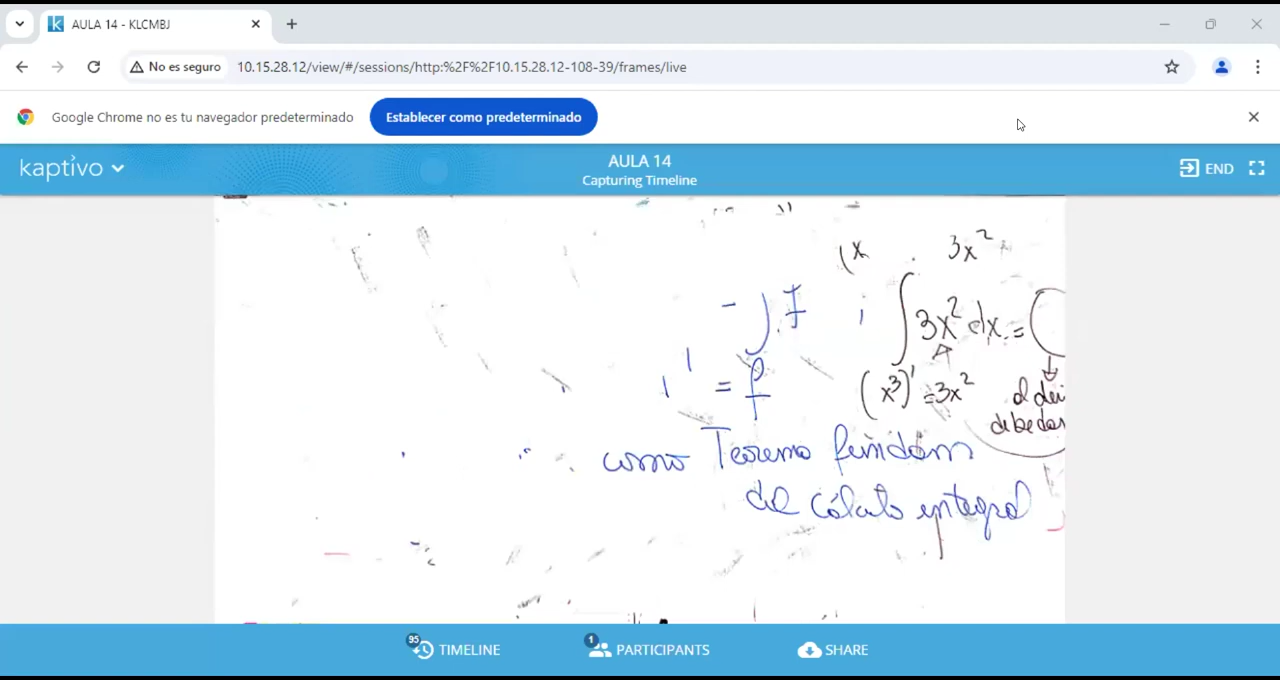 AULA 14 - KLCMBJ
No es seguro
10.15.28.12/view/#/sessions/http:%2F%2F10.15.28.12-108-39/frames/live
Google Chrome no es tu navegador predeterminado
Establecer como predeterminado
kaptivo
AULA 14
Capturing Timeline
END
(x 3x²
∫ 3x² dx =
' = f
(x³)' = 3x²
como Teorema
del cálculo integral
95
TIMELINE
1
PARTICIPANTS
SHARE